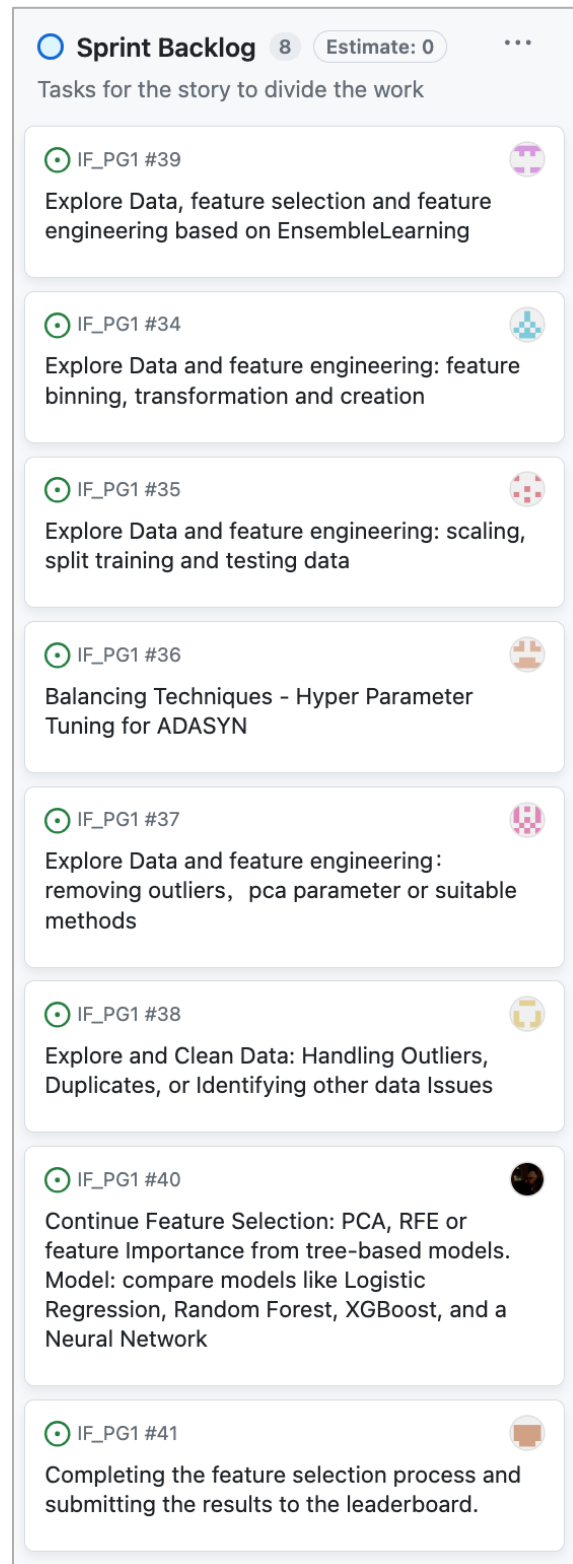 Sprint Backlog 8 Estimate: 0 ...
Tasks for the story to divide the work
IF_PG1 #39
Explore Data, feature selection and feature
engineering based on EnsembleLearning
IF_PG1 #34
Explore Data and feature engineering: feature
binning, transformation and creation
IF_PG1 #35
Explore Data and feature engineering: scaling,
split training and testing data
IF_PG1 #36
Balancing Techniques - Hyper Parameter
Tuning for ADASYN
IF_PG1 #37
Explore Data and feature engineering：
removing outliers，pca parameter or suitable
methods
IF_PG1 #38
Explore and Clean Data: Handling Outliers,
Duplicates, or Identifying other data Issues
IF_PG1 #40
Continue Feature Selection: PCA, RFE or
feature Importance from tree-based models.
Model: compare models like Logistic
Regression, Random Forest, XGBoost, and a
Neural Network
IF_PG1 #41
Completing the feature selection process and
submitting the results to the leaderboard.